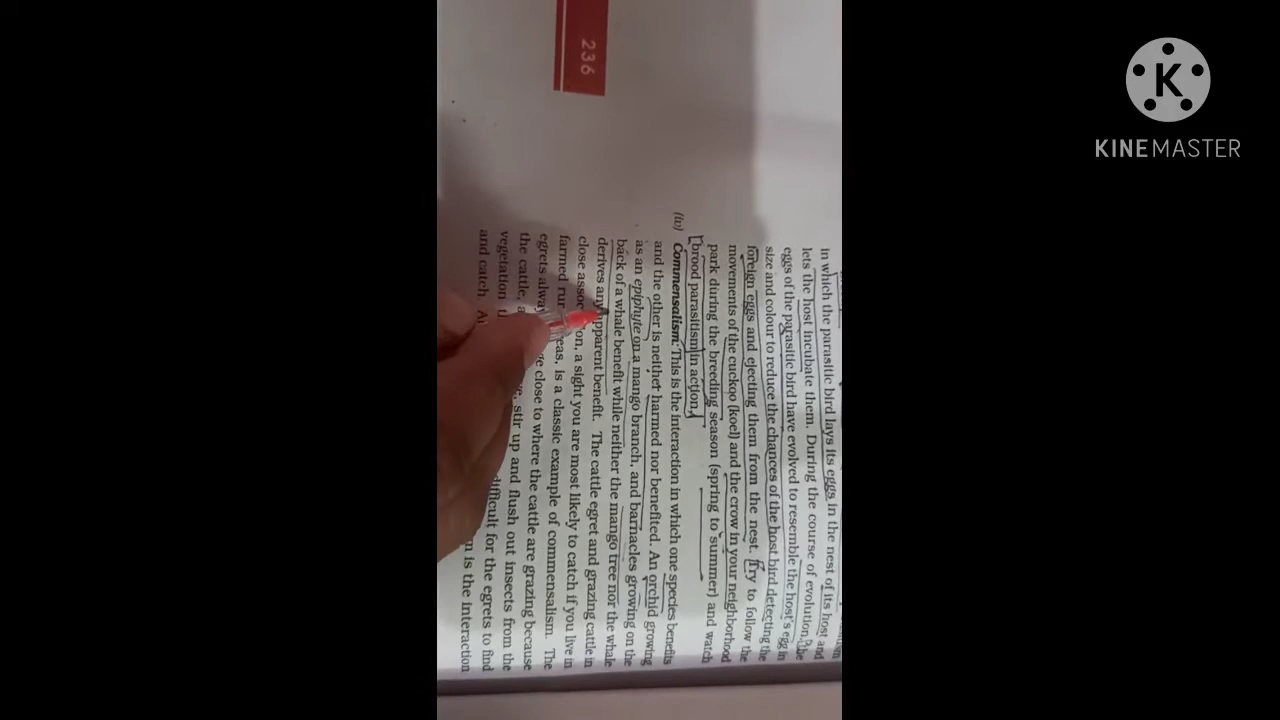 236
in which the parasitic bird lays its eggs in the nest of its host and
lets the host incubate them. During the course of evolution, the
eggs of the parasitic bird have evolved to resemble the host's egg in
size and colour to reduce the chances of the host bird detecting the
foreign eggs and ejecting them from the nest. Try to follow the
movements of the cuckoo (koel) and the crow in your neighborhood
park during the breeding season (spring to summer) and watch
brood parasitism in action.
(iv) Commensalism: This is the interaction in which one species benefits
and the other is neither harmed nor benefited. An orchid growing
as an epiphyte on a mango branch, and barnacles growing on the
back of a whale benefit while neither the mango tree nor the whale
derives any apparent benefit. The cattle egret and grazing cattle in
close on, a sight you are most likely to catch if you live in
farmed is a classic example of commensalism. The
egrets close to where the cattle are grazing because
the cattle, stir up and flush out insects from the
vegetation difficult for the egrets to find
and catch. is the interaction
KINEMASTER